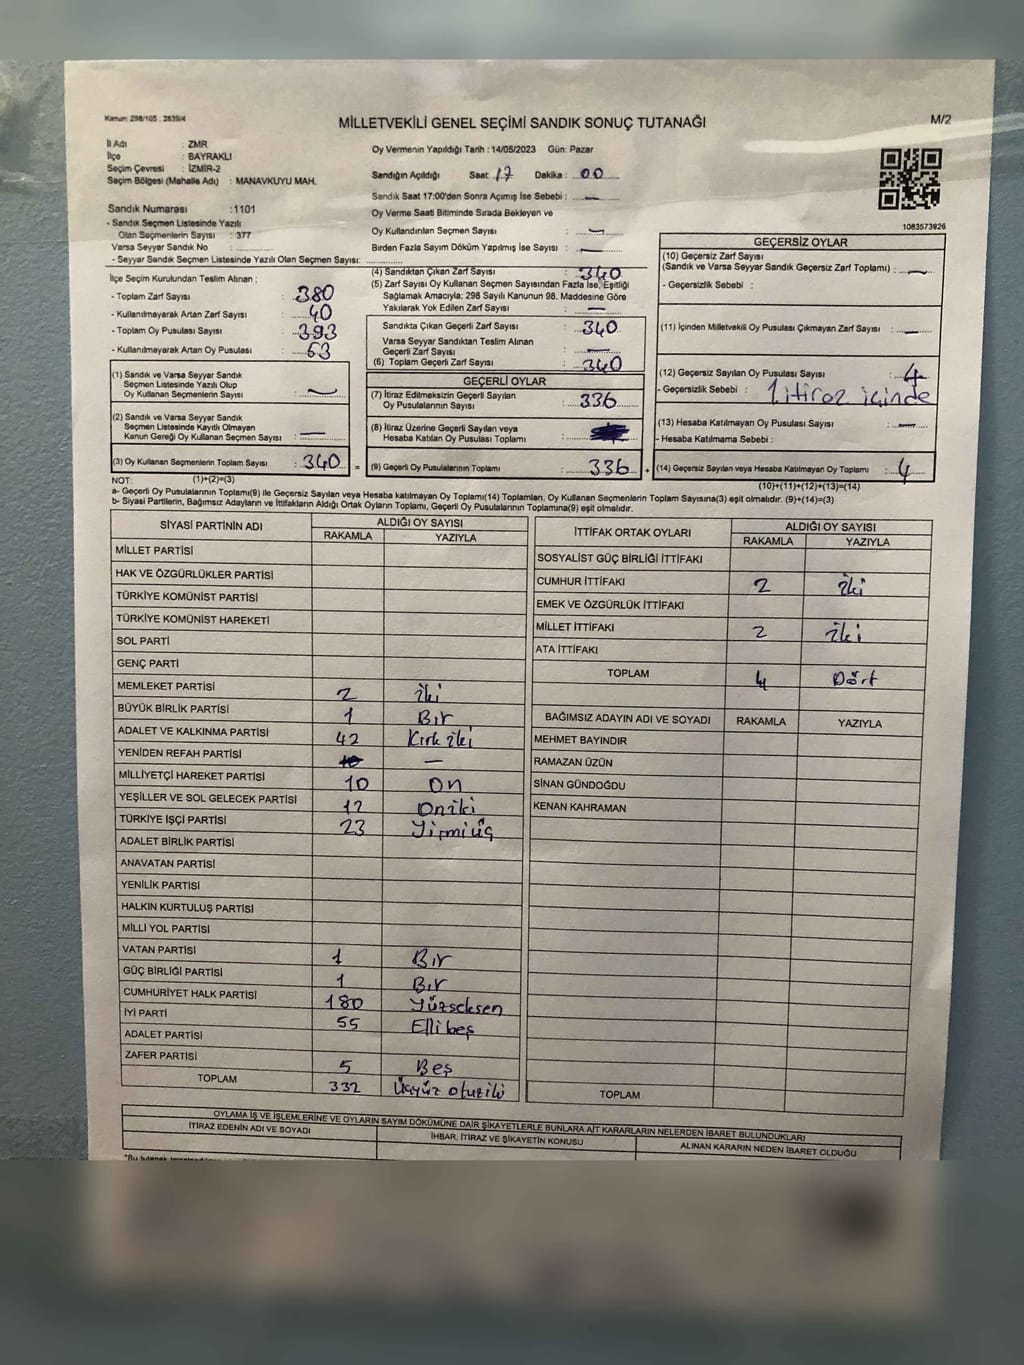 Kanun: 298/105 , 2839/4
MİLLETVEKİLİ GENEL SEÇİMİ SANDIK SONUÇ TUTANAĞI
M/2
İl Adı : ZMR
İlçe : BAYRAKLI
Seçim Çevresi : İZMİR-2
Seçim Bölgesi (Mahalle Adı) : MANAVKUYU MAH.
Sandık Numarası :1101
- Sandık Seçmen Listesinde Yazılı
Olan Seçmenlerin Sayısı : 377
Varsa Seyyar Sandık No :
- Seyyar Sandık Listesinde Yazılı Olan Seçmen Sayısı:
Oy Vermenin Yapıldığı Tarih : 14/05/2023 Gün: Pazar
Sandığın Açıldığı Saat : 17 Dakika : 00
Sandık Saat 17:00'den Sonra Açımış İse Sebebi : —
Oy Verme Saati Bitiminde Sırada Bekleyen ve
Oy Kullandırılan Seçmen Sayısı : —
Birden Fazla Sayım Döküm Yapılmış İse Sayısı : —
1083573926
İlçe Seçim Kurulundan Teslim Alınan :
- Toplam Zarf Sayısı : 380
- Kullanılmayarak Artan Zarf Sayısı : 40
- Toplam Oy Pusulası Sayısı : 393
- Kullanılmayarak Artan Oy Pusulası : 53
(4) Sandıktan Çıkan Zarf Sayısı : 340
(5) Zarf Sayısı Oy Kullanan Seçmen Sayısından Fazla İse, Eşitliği
Sağlamak Amacıyla; 298 Sayılı Kanunun 98. Maddesine Göre
Yakılarak Yok Edilen Zarf Sayısı : —
Sandıkta Çıkan Geçerli Zarf Sayısı : 340
Varsa Seyyar Sandıktan Teslim Alınan
Geçerli Zarf Sayısı : —
(6) Toplam Geçerli Zarf Sayısı : 340
GEÇERSİZ OYLAR
(10) Geçersiz Zarf Sayısı
(Sandık ve Varsa Seyyar Sandık Geçersiz Zarf Toplamı) : —
- Geçersizlik Sebebi :
(11) İçinden Milletvekili Oy Pusulası Çıkmayan Zarf Sayısı : —
(12) Geçersiz Sayılan Oy Pusulası Sayısı : 4
- Geçersizlik Sebebi : 1 itiraz içinde
(13) Hesaba Katılmayan Oy Pusulası Sayısı : —
- Hesaba Katılmama Sebebi :
(14) Geçersiz Sayılan veya Hesaba Katılmayan Oy Toplamı : 4
(10)+(11)+(12)+(13)=(14)
(1) Sandık ve Varsa Seyyar Sandık
Seçmen Listesinde Yazılı Olup
Oy Kullanan Seçmenlerin Sayısı : —
(2) Sandık ve Varsa Seyyar Sandık
Seçmen Listesinde Kayıtlı Olmayan
Kanun Gereği Oy Kullanan Seçmen Sayısı : —
(3) Oy Kullanan Seçmenlerin Toplam Sayısı : 340 =
(1)+(2)=(3)
GEÇERLİ OYLAR
(7) İtiraz Edilmeksizin Geçerli Sayılan
Oy Pusulalarının Sayısı : 336
(8) İtiraz Üzerine Geçerli Sayılan veya
Hesaba Katılan Oy Pusulası Toplamı :
(9) Geçerli Oy Pusulalarının Toplamı : 336 +
NOT:
a- Geçerli Oy Pusulalarının Toplamı(9) ile Geçersiz Sayılan veya Hesaba katılmayan Oy Toplamı(14) Toplamları, Oy Kullanan Seçmenlerin Toplam Sayısına(3) eşit olmalıdır. (9)+(14)=(3)
b- Siyasi Partilerin, Bağımsız Adayların ve İttifakların Aldığı Ortak Oyların Toplamı, Geçerli Oy Pusulalarının Toplamına(9) eşit olmalıdır.
SİYASİ PARTİNİN ADI ALDIĞI OY SAYISI
RAKAMLA YAZIYLA
MİLLET PARTİSİ
HAK VE ÖZGÜRLÜKLER PARTİSİ
TÜRKİYE KOMÜNİST PARTİSİ
TÜRKİYE KOMÜNİST HAREKETİ
SOL PARTİ
GENÇ PARTİ
MEMLEKET PARTİSİ 2 iki
BÜYÜK BİRLİK PARTİSİ 1 Bir
ADALET VE KALKINMA PARTİSİ 42 Kırk iki
YENİDEN REFAH PARTİSİ —
MİLLİYETÇİ HAREKET PARTİSİ 10 On
YEŞİLLER VE SOL GELECEK PARTİSİ 12 Oniki
TÜRKİYE İŞÇİ PARTİSİ 23 Yirmiüç
ADALET BİRLİK PARTİSİ
ANAVATAN PARTİSİ
YENİLİK PARTİSİ
HALKIN KURTULUŞ PARTİSİ
MİLLİ YOL PARTİSİ
VATAN PARTİSİ 1 Bir
GÜÇ BİRLİĞİ PARTİSİ 1 Bir
CUMHURİYET HALK PARTİSİ 180 Yüzseksen
İYİ PARTİ 55 Ellibeş
ADALET PARTİSİ
ZAFER PARTİSİ 5 Beş
TOPLAM 332 Üçyüz otuziki
İTTİFAK ORTAK OYLARI ALDIĞI OY SAYISI
RAKAMLA YAZIYLA
SOSYALİST GÜÇ BİRLİĞİ İTTİFAKI
CUMHUR İTTİFAKI 2 iki
EMEK VE ÖZGÜRLÜK İTTİFAKI
MİLLET İTTİFAKI 2 iki
ATA İTTİFAKI
TOPLAM 4 Dört
BAĞIMSIZ ADAYIN ADI VE SOYADI RAKAMLA YAZIYLA
MEHMET BAYINDIR
RAMAZAN ÜZÜN
SİNAN GÜNDOĞDU
KENAN KAHRAMAN
TOPLAM
OYLAMA İŞ VE İŞLEMLERİNE VE OYLARIN SAYIM DÖKÜMÜNE DAİR ŞİKAYETLERLE BUNLARA AİT KARARLARIN NELERDEN İBARET BULUNDUKLARI
İTİRAZ EDENİN ADI VE SOYADI İHBAR, İTİRAZ VE ŞİKAYETİN KONUSU ALINAN KARARIN NEDEN İBARET OLDUĞU